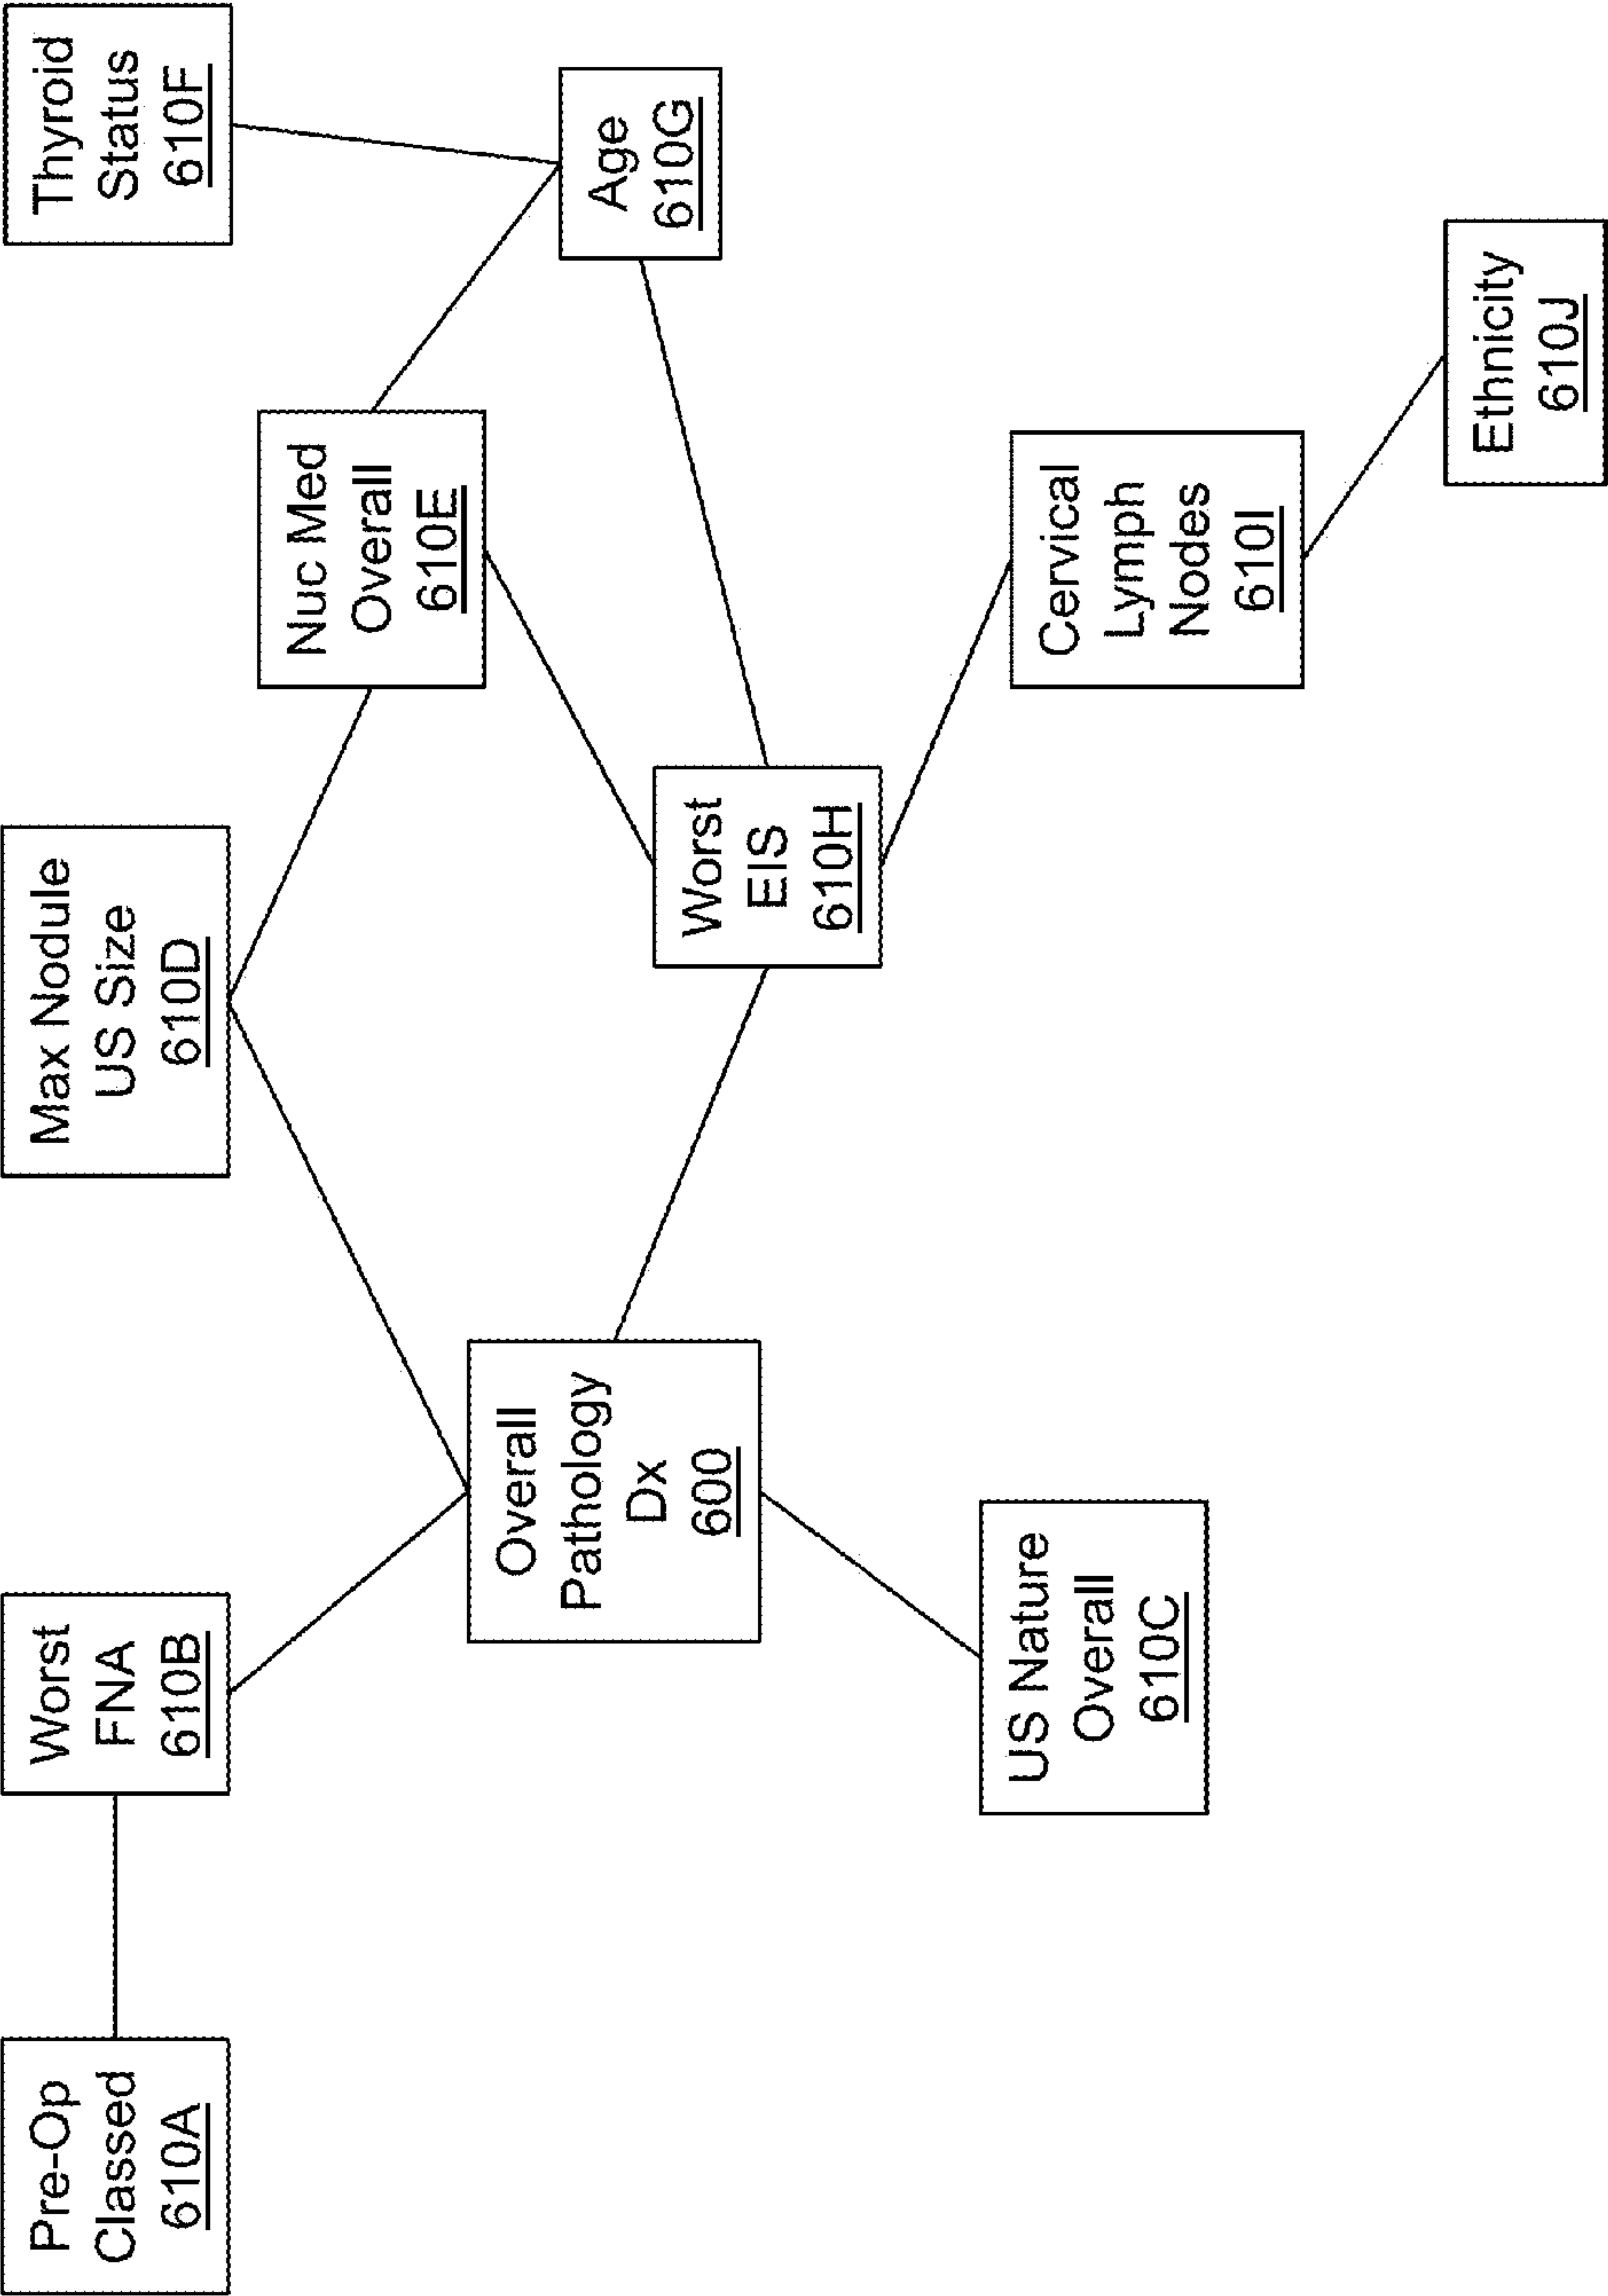 Pre-Op
Classed
610A
Worst
FNA
610B
Max Nodule
US Size
610D
Thyroid
Status
610F
Nuc Med
Overall
610E
Overall
Pathology
Dx
600
Age
610G
Worst
EIS
610H
US Nature
Overall
610C
Cervical
Lymph
Nodes
610I
Ethnicity
610J